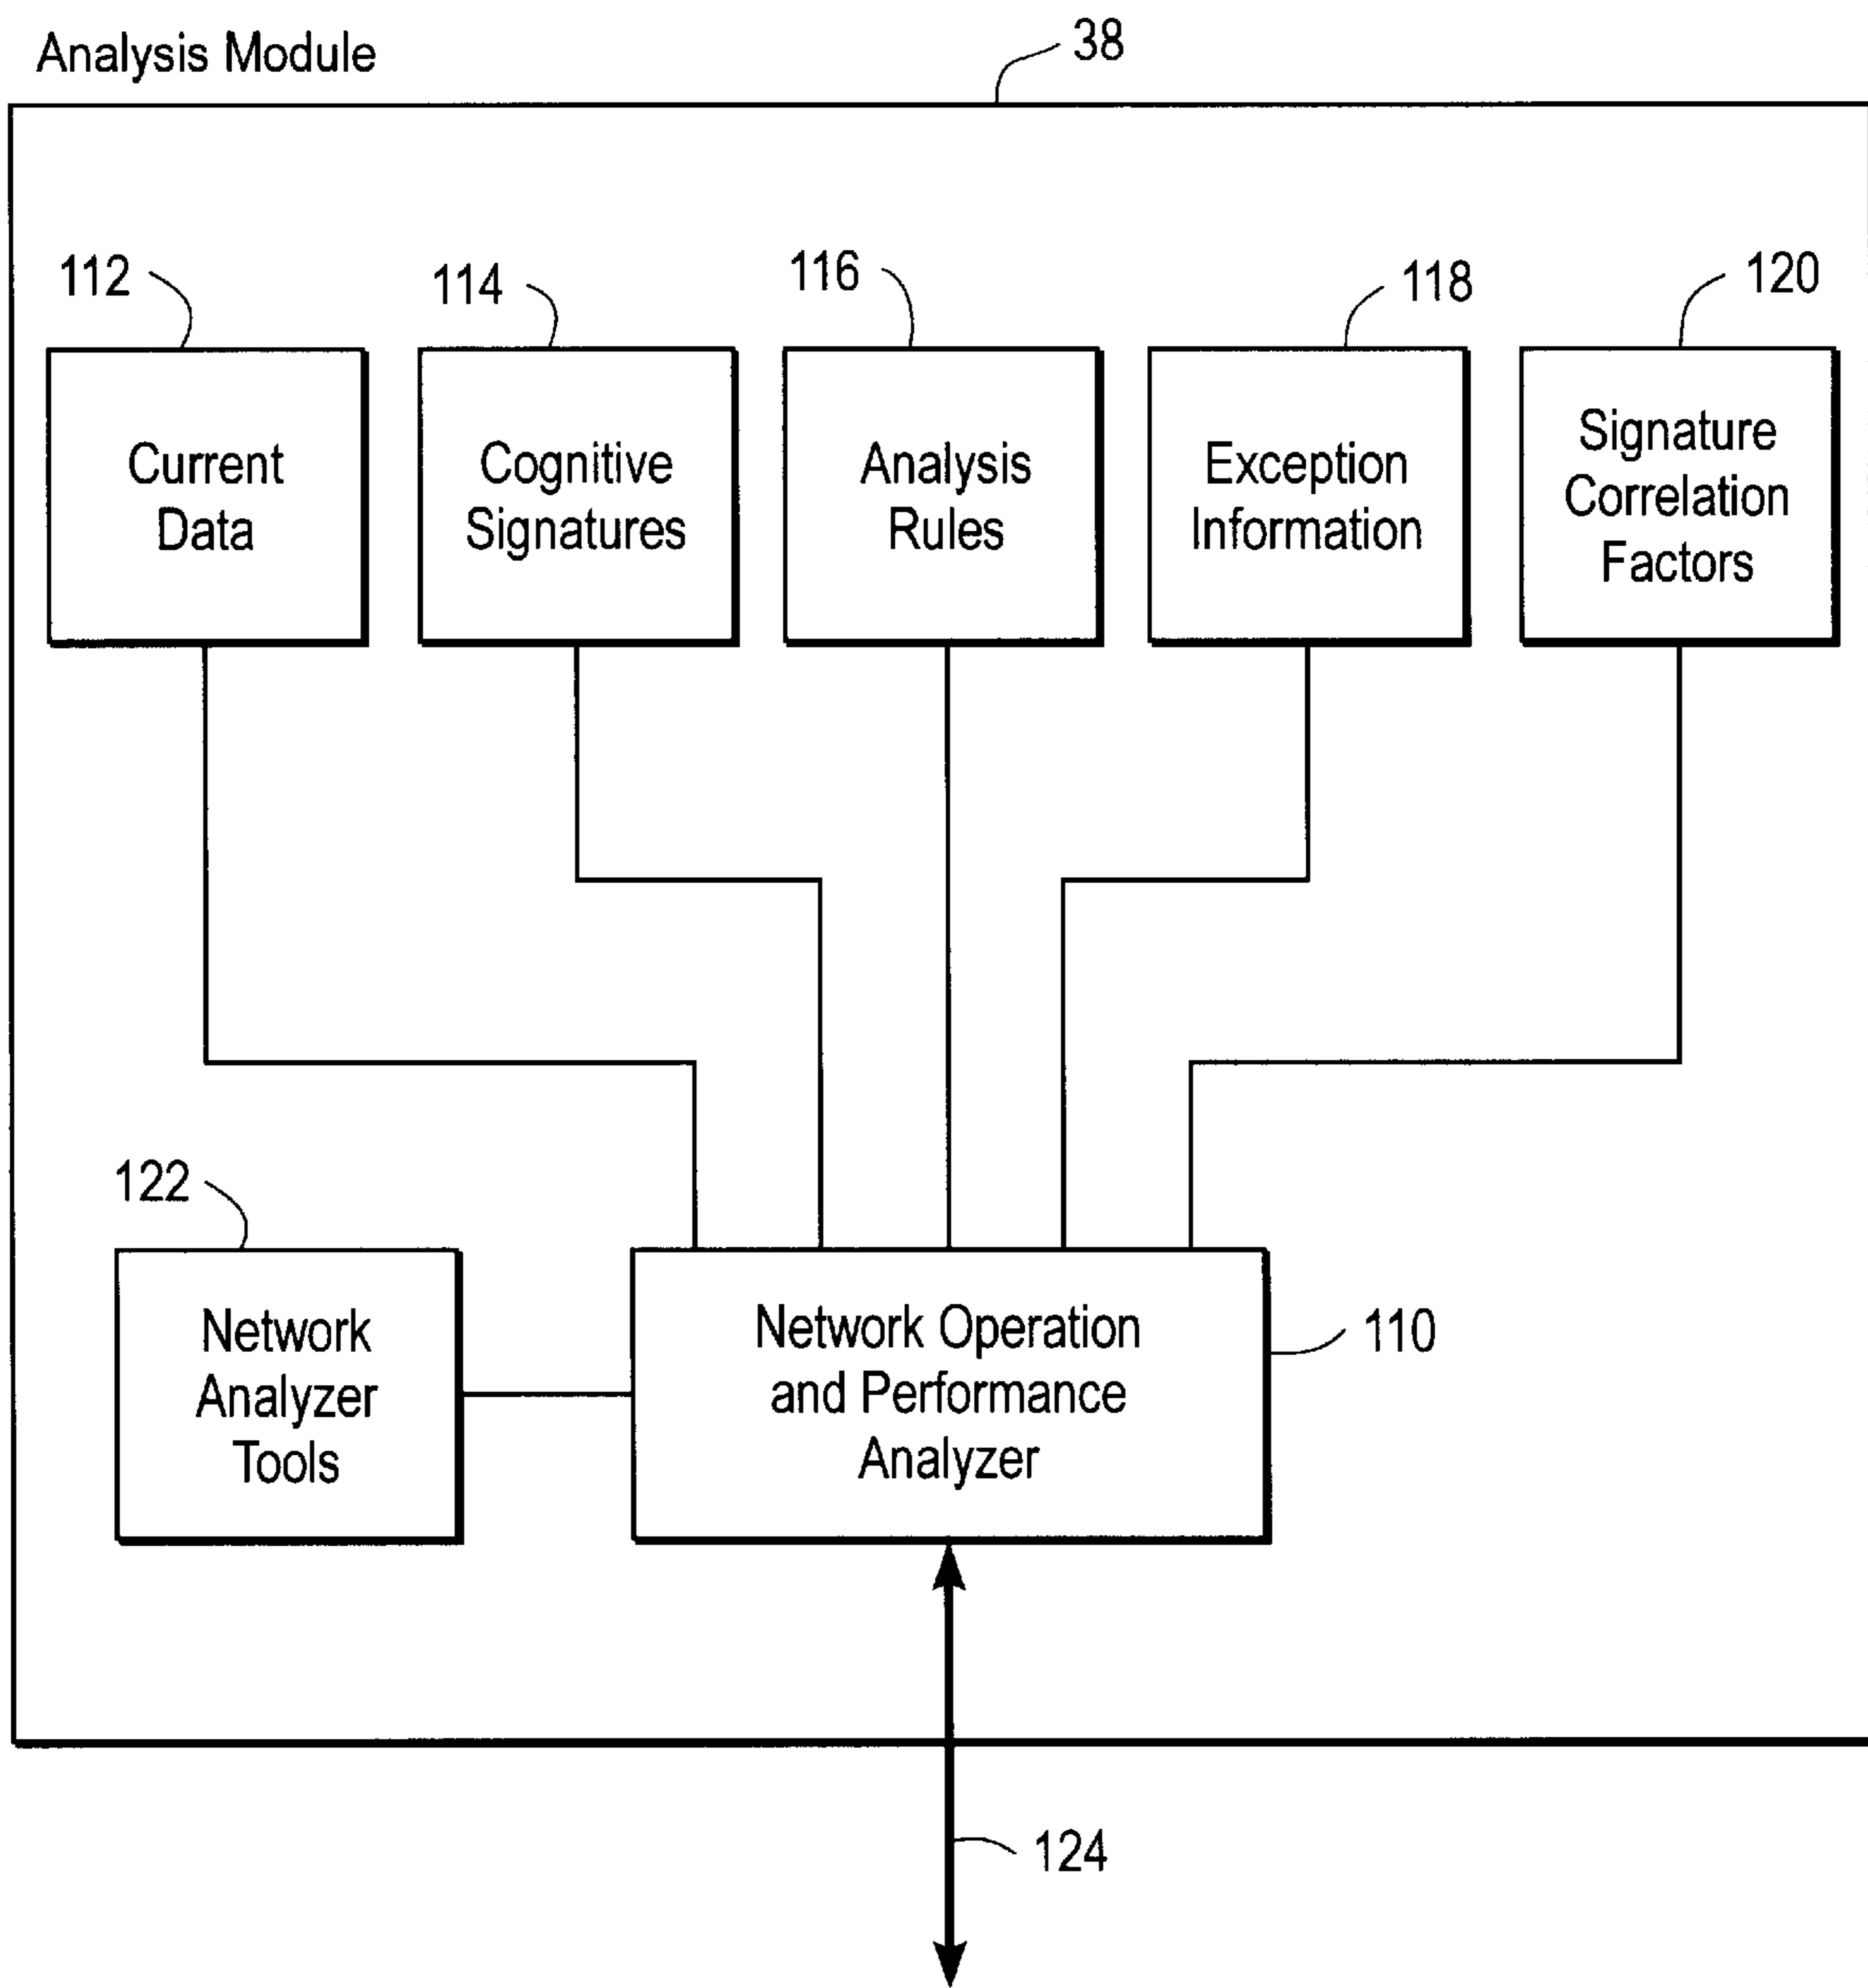 Analysis Module
38
112
114
116
118
120
Current
Data
Cognitive
Signatures
Analysis
Rules
Exception
Information
Signature
Correlation
Factors
122
Network
Analyzer
Tools
Network Operation
and Performance
Analyzer
110
124